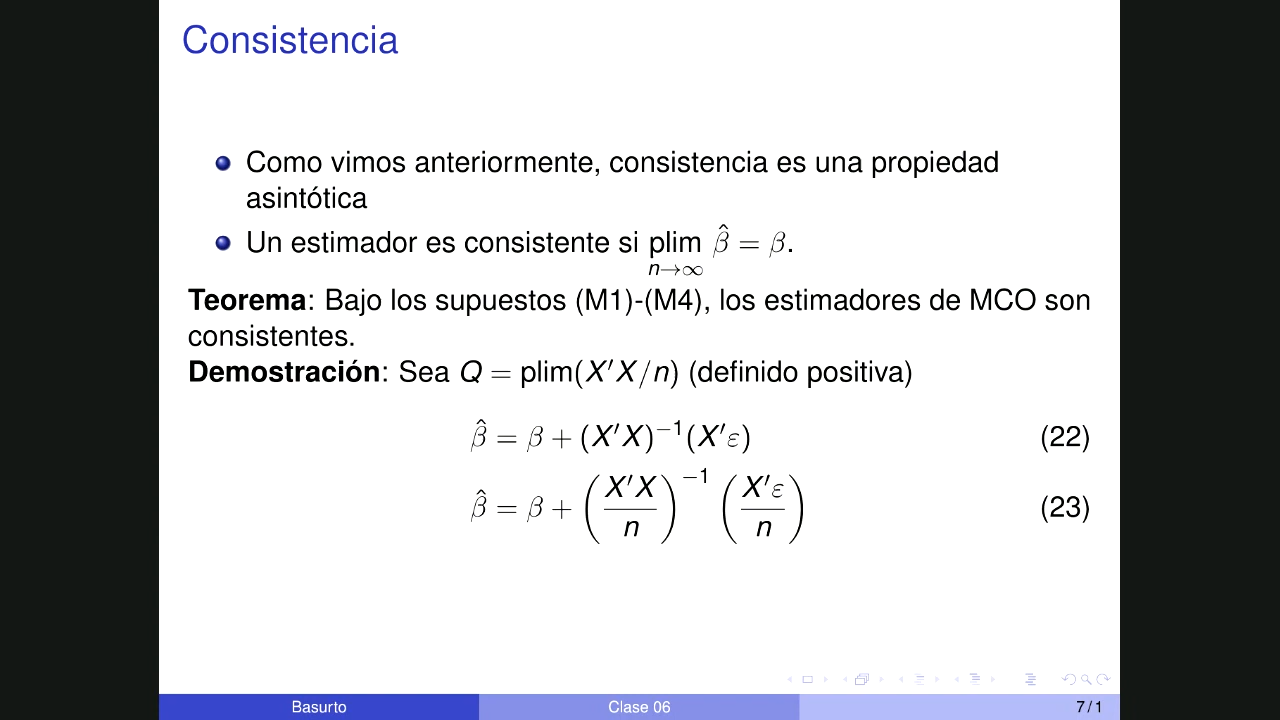 Consistencia
Como vimos anteriormente, consistencia es una propiedad
asintótica
Un estimador es consistente si plim β̂ = β.
n→∞
Teorema: Bajo los supuestos (M1)-(M4), los estimadores de MCO son
consistentes.
Demostración: Sea Q = plim(X′X/n) (definido positiva)
β̂ = β + (X′X)⁻¹(X′ε) (22)
β̂ = β + (X′X/n)⁻¹ (X′ε/n) (23)
Basurto Clase 06 7 / 1